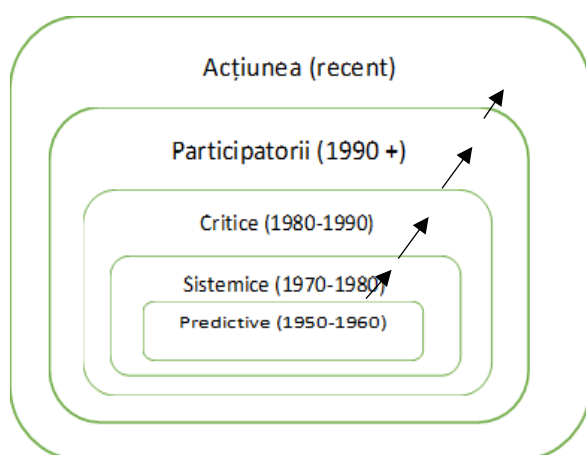 Acțiunea (recent)
Participatorii (1990 +)
Critice (1980-1990)
Sistemice (1970-1980)
Predictive (1950-1960)